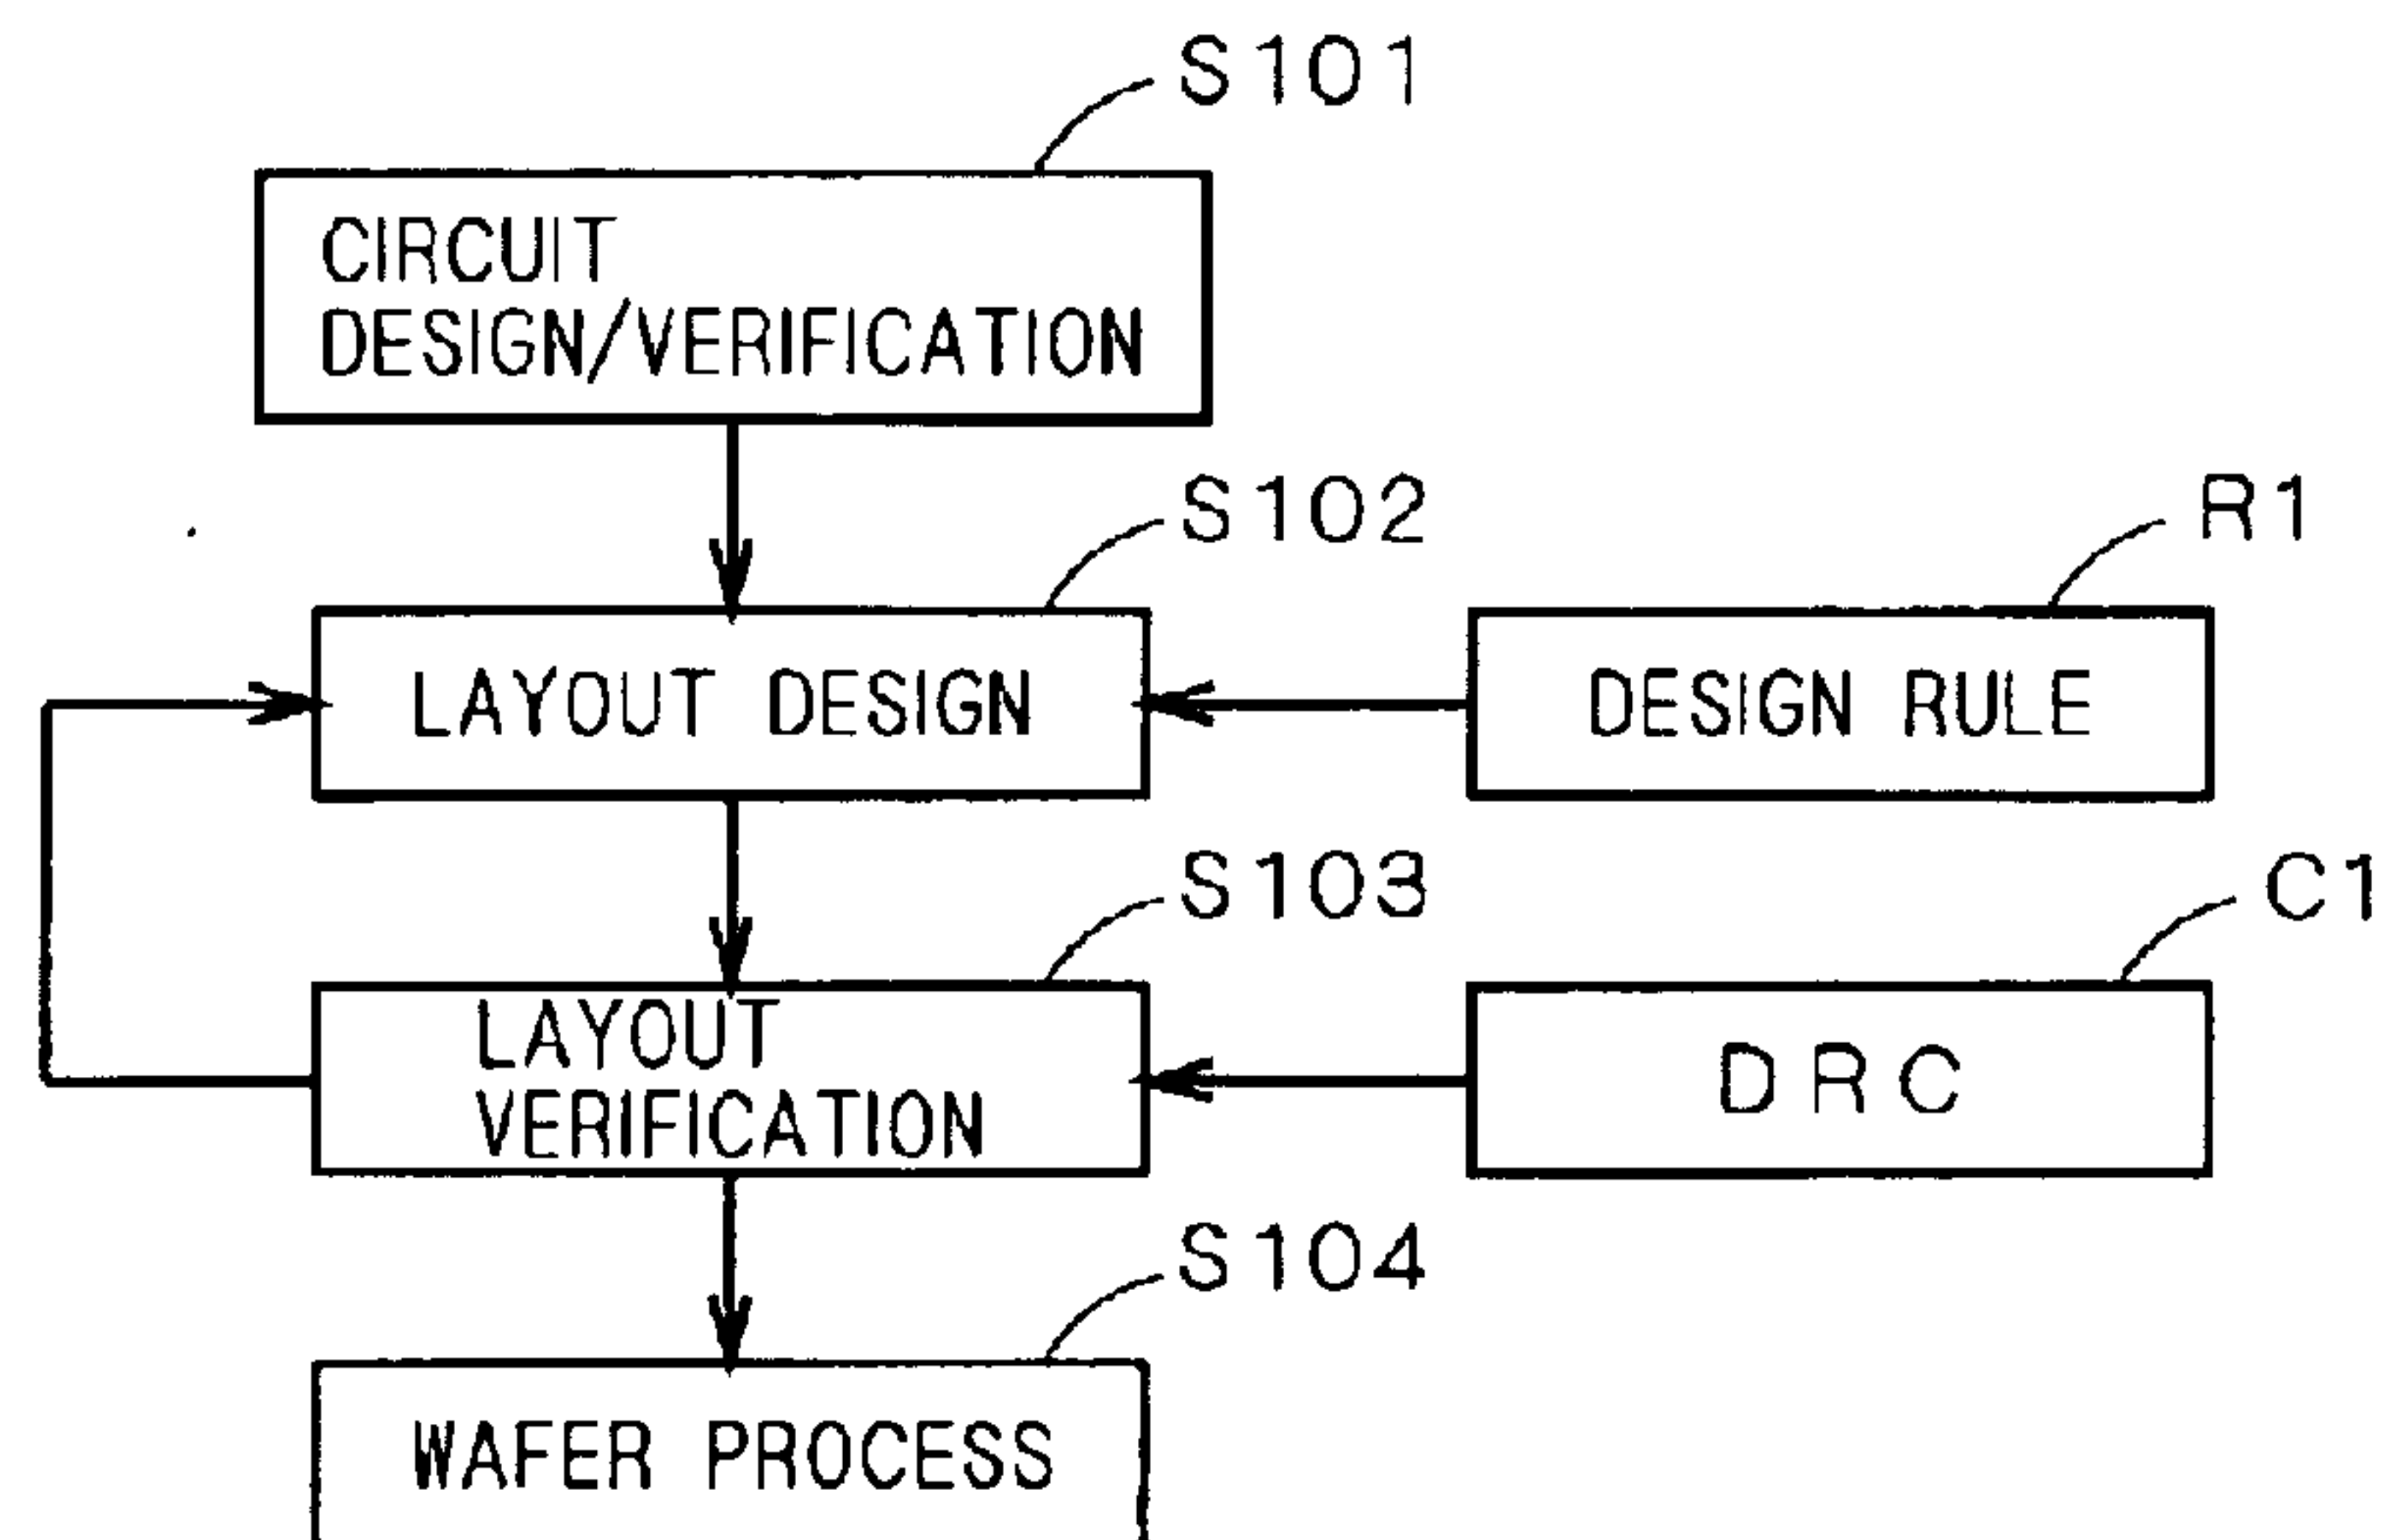 S101
CIRCUIT
DESIGN/VERIFICATION
S102
R1
LAYOUT DESIGN
DESIGN RULE
S103
C1
LAYOUT
VERIFICATION
DRC
S104
WAFER PROCESS